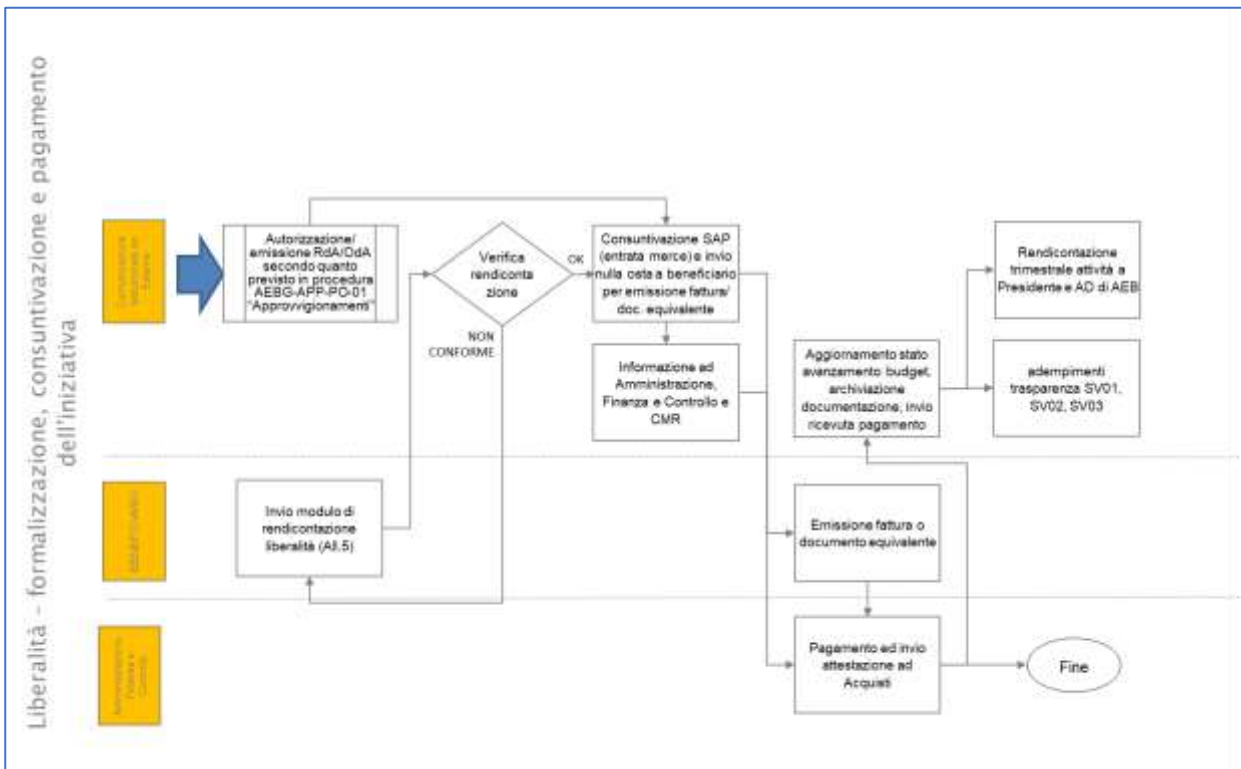 Liberalità – formalizzazione, consuntivazione e pagamento
dell'iniziativa
Autorizzazione/
emissione RdA/OdA
secondo quanto
previsto in procedura
AEBG-APP-PO-01
"Approvvigionamenti"
Verifica
rendiconta
zione
OK
NON
CONFORME
Consuntivazione SAP
(entrata merce) e invio
nulla osta a beneficiario
per emissione fattura/
doc. equivalente
Informazione ad
Amministrazione,
Finanza e Controllo e
CMR
Aggiornamento stato
avanzamento budget,
archiviazione
documentazione, invio
ricevuta pagamento
Rendicontazione
trimestrale attività a
Presidente e AD di AEB
adempimenti
trasparenza SV01,
SV02, SV03
Invio modulo di
rendicontazione
liberalità (All.5)
Emissione fattura o
documento equivalente
Amministrazione
Finanza e
Controllo
Pagamento ed invio
attestazione ad
Acquisti
Fine